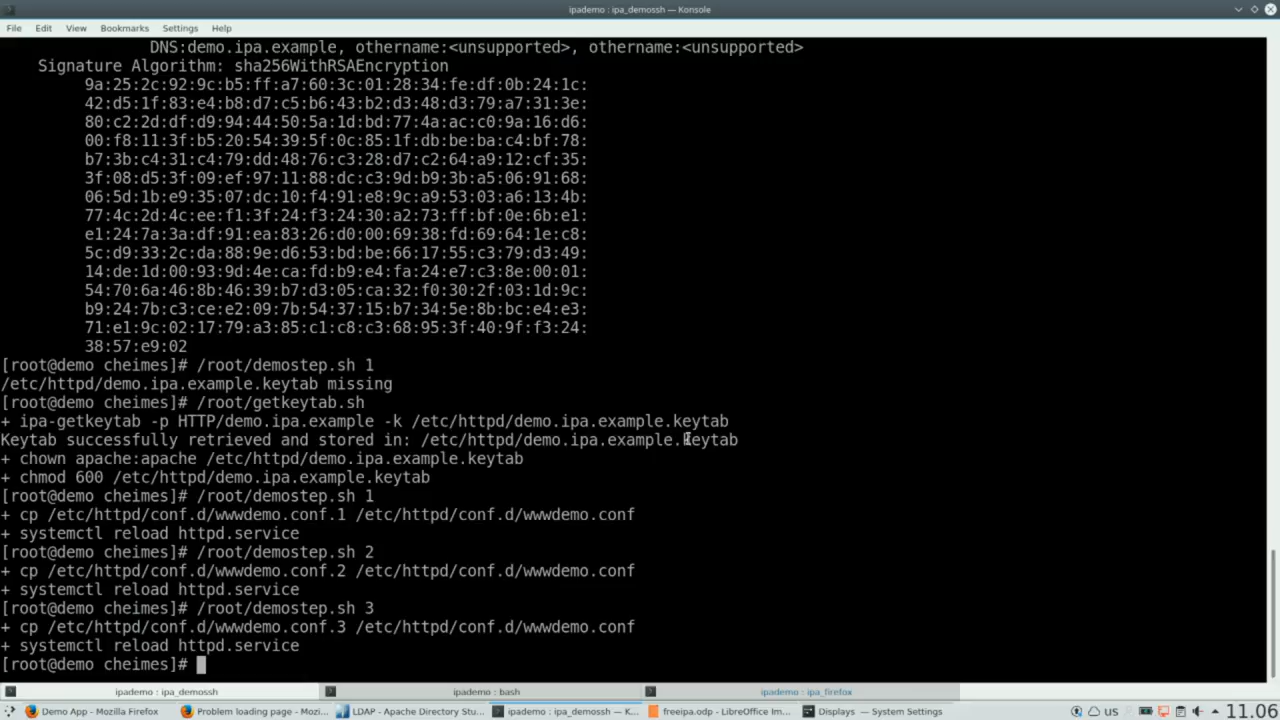 ipademo : ipa_demossh — Konsole
File Edit View Bookmarks Settings Help
DNS:demo.ipa.example, othername:<unsupported>, othername:<unsupported>
Signature Algorithm: sha256WithRSAEncryption
9a:25:2c:92:9c:b5:ff:a7:60:3c:01:28:34:fe:df:0b:24:1c:
42:d5:1f:83:e4:b8:d7:c5:b6:43:b2:d3:48:d3:79:a7:31:3e:
80:c2:2d:df:d9:94:44:50:5a:1d:bd:77:4a:ac:c0:9a:16:d6:
00:f8:11:3f:b5:20:54:39:5f:0c:85:1f:db:be:ba:c4:bf:78:
b7:3b:c4:31:c4:79:dd:48:76:c3:28:d7:c2:64:a9:12:cf:35:
3f:08:d5:3f:09:ef:97:11:88:dc:c3:9d:b9:3b:a5:06:91:68:
06:5d:1b:e9:35:07:dc:10:f4:91:e8:9c:a9:53:03:a6:13:4b:
77:4c:2d:4c:ee:f1:3f:24:f3:24:30:a2:73:ff:bf:0e:6b:e1:
e1:24:7a:3a:df:91:ea:83:26:d0:00:69:38:fd:69:64:1e:c8:
5c:d9:33:2c:da:88:9e:d6:53:bd:be:66:17:55:c3:79:d3:49:
14:de:1d:00:93:9d:4e:ca:fd:b9:e4:fa:24:e7:c3:8e:00:01:
54:70:6a:46:8b:46:39:b7:d3:05:ca:32:f0:30:2f:03:1d:9c:
b9:24:7b:c3:ce:e2:09:7b:54:37:15:b7:34:5e:8b:bc:e4:e3:
71:e1:9c:02:17:79:a3:85:c1:c8:c3:68:95:3f:40:9f:f3:24:
38:57:e9:02
[root@demo cheimes]# /root/demostep.sh 1
/etc/httpd/demo.ipa.example.keytab missing
[root@demo cheimes]# /root/getkeytab.sh
+ ipa-getkeytab -p HTTP/demo.ipa.example -k /etc/httpd/demo.ipa.example.keytab
Keytab successfully retrieved and stored in: /etc/httpd/demo.ipa.example.keytab
+ chown apache:apache /etc/httpd/demo.ipa.example.keytab
+ chmod 600 /etc/httpd/demo.ipa.example.keytab
[root@demo cheimes]# /root/demostep.sh 1
+ cp /etc/httpd/conf.d/wwwdemo.conf.1 /etc/httpd/conf.d/wwwdemo.conf
+ systemctl reload httpd.service
[root@demo cheimes]# /root/demostep.sh 2
+ cp /etc/httpd/conf.d/wwwdemo.conf.2 /etc/httpd/conf.d/wwwdemo.conf
+ systemctl reload httpd.service
[root@demo cheimes]# /root/demostep.sh 3
+ cp /etc/httpd/conf.d/wwwdemo.conf.3 /etc/httpd/conf.d/wwwdemo.conf
+ systemctl reload httpd.service
[root@demo cheimes]#
ipademo : ipa_demossh ipademo : bash ipademo : ipa_firefox
Demo App - Mozilla Firefox Problem loading page - Mozi... LDAP - Apache Directory Stu... ipademo : ipa_demossh — K... freeipa.odp - LibreOffice Im... Displays — System Settings us 11.06